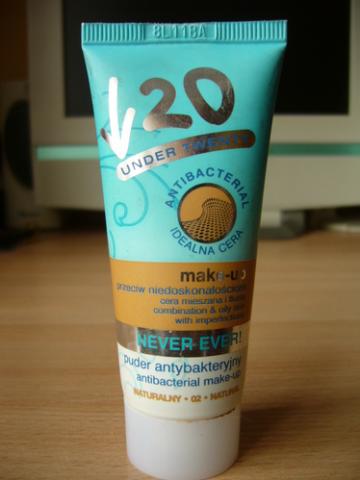 8L118A
20
UNDER TWENTY
ANTIBACTERIAL
IDEALNA CERA
make-up
przeciw niedoskonałościom
cera mieszana i tłusta
combination & oily skin
with imperfections
NEVER EVER!
puder antybakteryjny
antibacterial make-up
NATURALNY • 02 • NATURAL